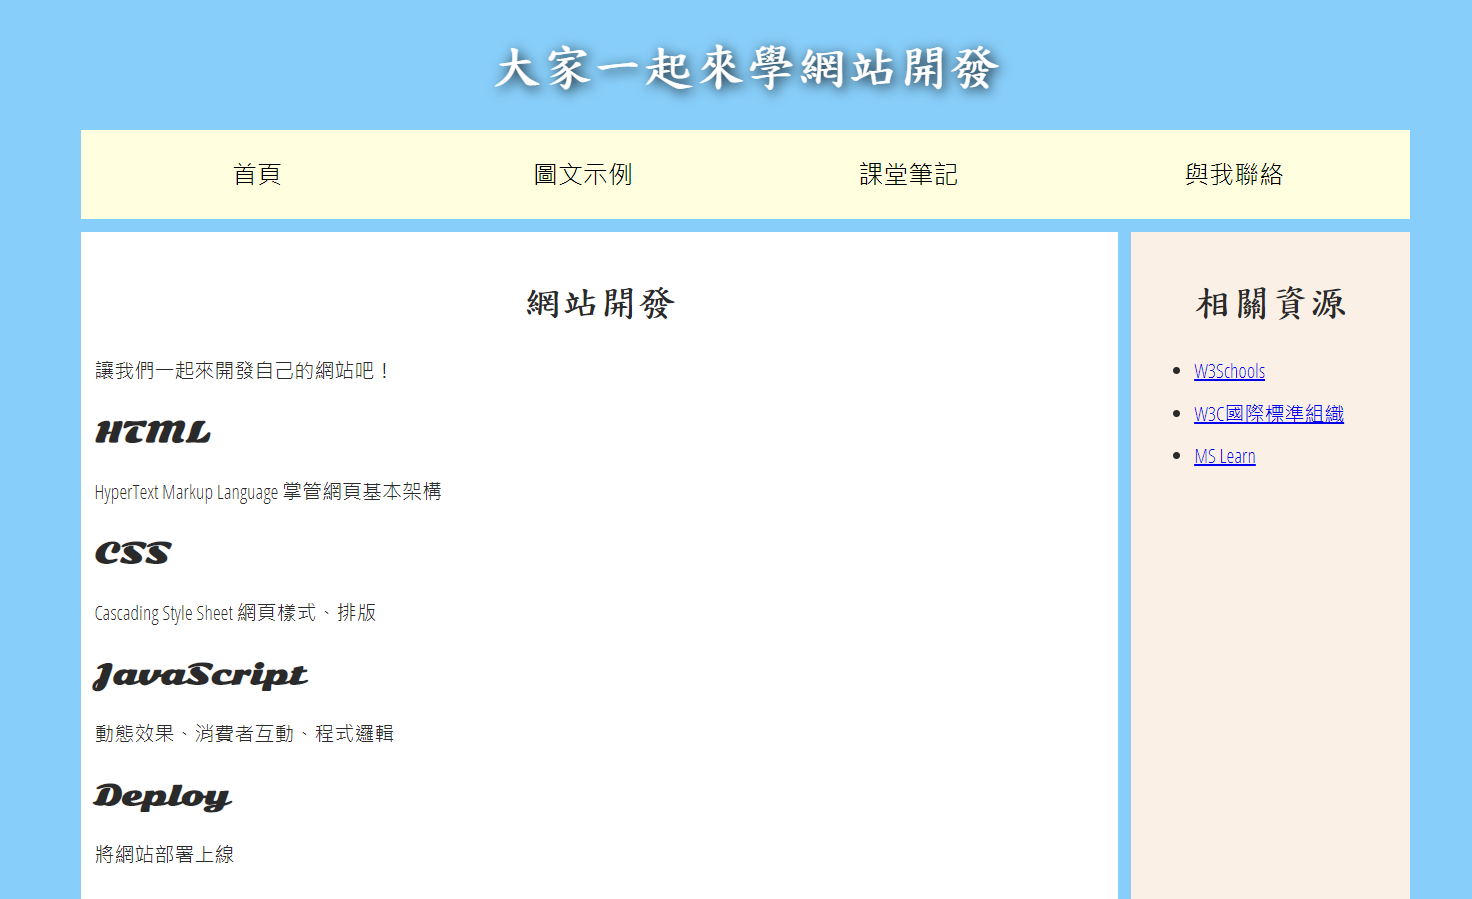 大家一起來學網站開發
首頁
圖文示例
課堂筆記
與我聯絡
網站開發
讓我們一起來開發自己的網站吧！
HTML
HyperText Markup Language 掌管網頁基本架構
CSS
Cascading Style Sheet 網頁樣式、排版
JavaScript
動態效果、消費者互動、程式邏輯
Deploy
將網站部署上線
相關資源
W3Schools
W3C國際標準組織
MS Learn